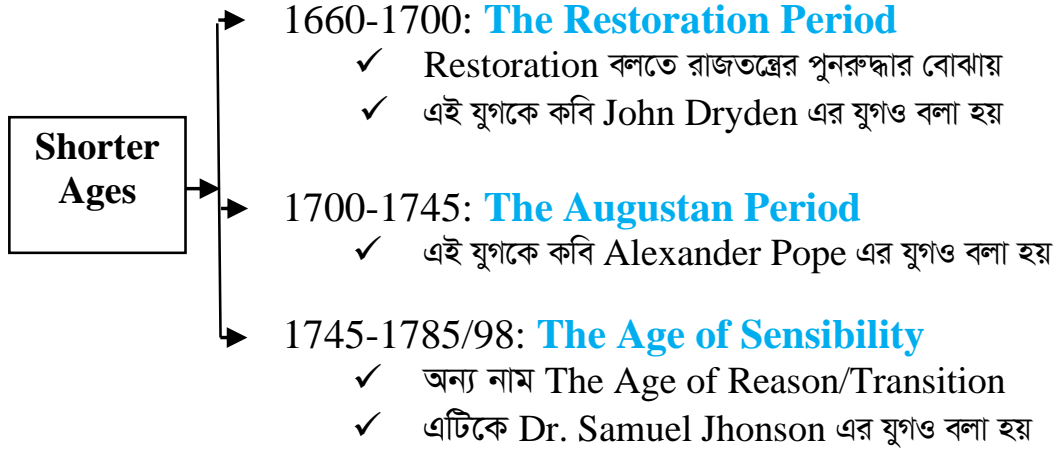 1660-1700: The Restoration Period
✓ Restoration বলতে রাজতন্ত্রের পুনরুদ্ধার বোঝায়
✓ এই যুগকে কবি John Dryden এর যুগও বলা হয়
Shorter
Ages
1700-1745: The Augustan Period
✓ এই যুগকে কবি Alexander Pope এর যুগও বলা হয়
1745-1785/98: The Age of Sensibility
✓ অন্য নাম The Age of Reason/Transition
✓ এটিকে Dr. Samuel Jhonson এর যুগও বলা হয়